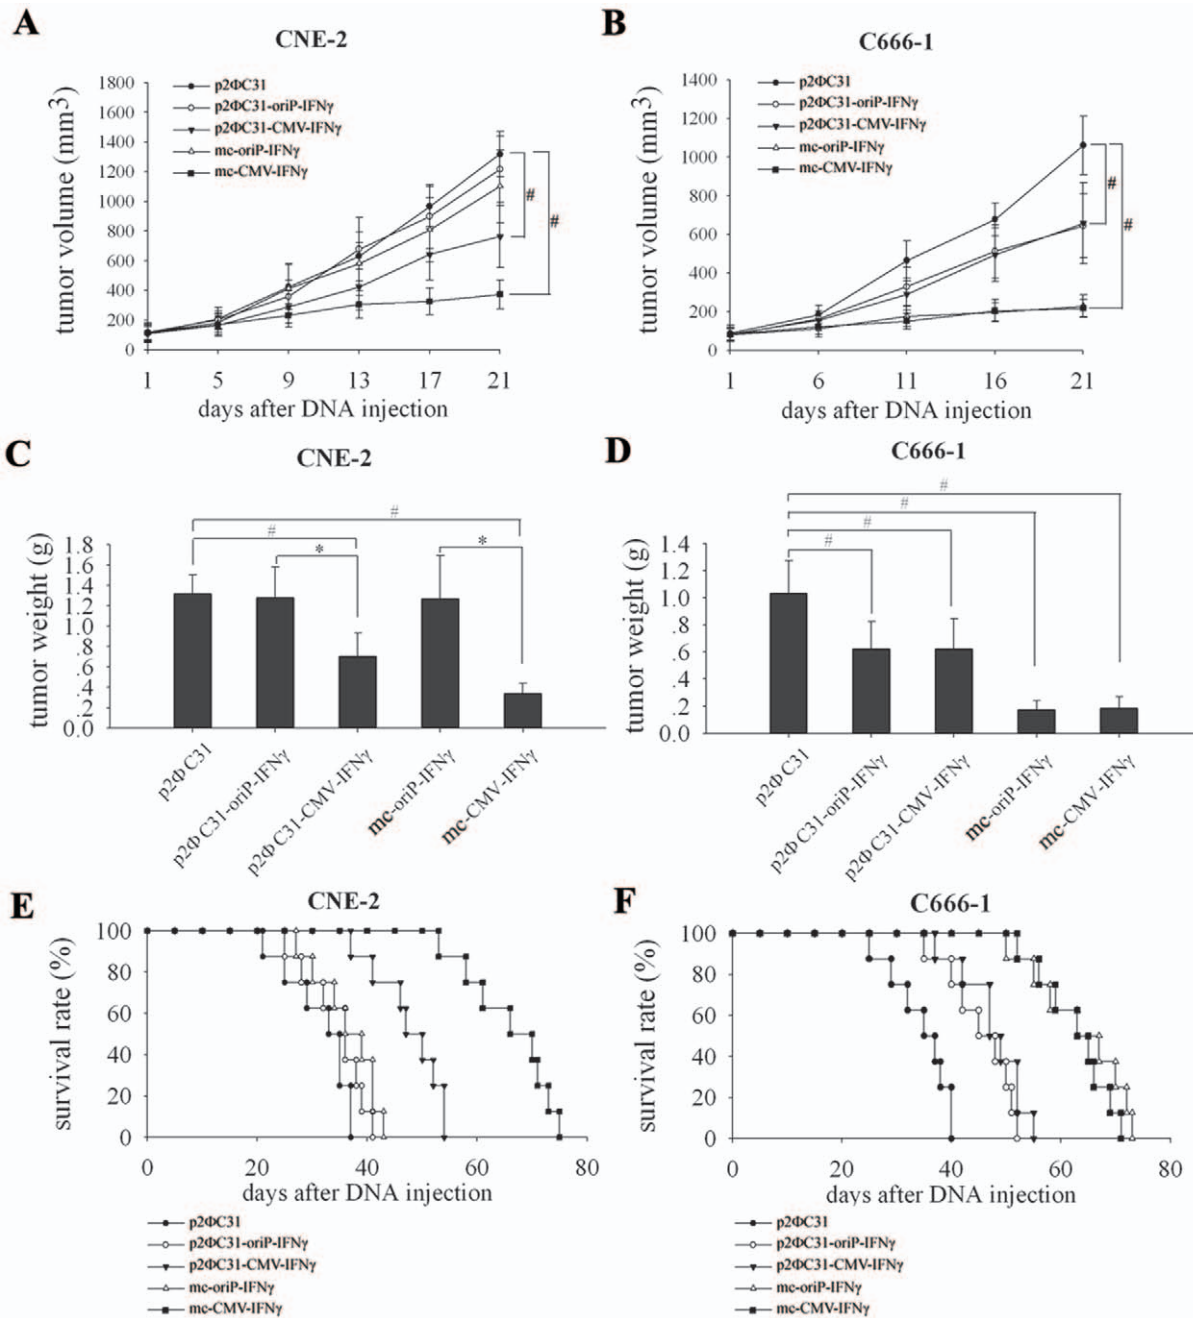 A
CNE-2
tumor volume (mm3)
1800
1600
1400
1200
1000
800
600
400
200
0
p2ΦC31
p2ΦC31-oriP-IFNγ
p2ΦC31-CMV-IFNγ
mc-oriP-IFNγ
mc-CMV-IFNγ
#
#
1 5 9 13 17 21
days after DNA injection
B
C666-1
tumor volume (mm3)
1400
1200
1000
800
600
400
200
0
p2ΦC31
p2ΦC31-oriP-IFNγ
p2ΦC31-CMV-IFNγ
mc-oriP-IFNγ
mc-CMV-IFNγ
#
#
1 6 11 16 21
days after DNA injection
C
CNE-2
tumor weight (g)
1.8
1.6
1.4
1.2
1.0
.8
.6
.4
.2
0.0
#
#
*
*
p2ΦC31
p2ΦC31-oriP-IFNγ
p2ΦC31-CMV-IFNγ
mc-oriP-IFNγ
mc-CMV-IFNγ
D
C666-1
tumor weight (g)
1.4
1.2
1.0
.8
.6
.4
.2
0.0
#
#
#
#
p2ΦC31
p2ΦC31-oriP-IFNγ
p2ΦC31-CMV-IFNγ
mc-oriP-IFNγ
mc-CMV-IFNγ
E
CNE-2
survival rate (%)
100
80
60
40
20
0
0 20 40 60 80
days after DNA injection
p2ΦC31
p2ΦC31-oriP-IFNγ
p2ΦC31-CMV-IFNγ
mc-oriP-IFNγ
mc-CMV-IFNγ
F
C666-1
survival rate (%)
100
80
60
40
20
0
0 20 40 60 80
days after DNA injection
p2ΦC31
p2ΦC31-oriP-IFNγ
p2ΦC31-CMV-IFNγ
mc-oriP-IFNγ
mc-CMV-IFNγ